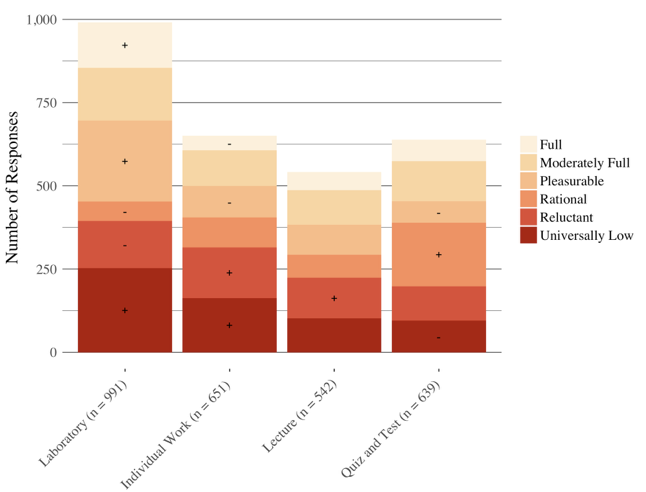 Number of Responses
1,000
750
500
250
0
+
+
-
-
+
-
-
+
+
+
-
+
-
Laboratory (n = 991)
Individual Work (n = 651)
Lecture (n = 542)
Quiz and Test (n = 639)
Full
Moderately Full
Pleasurable
Rational
Reluctant
Universally Low